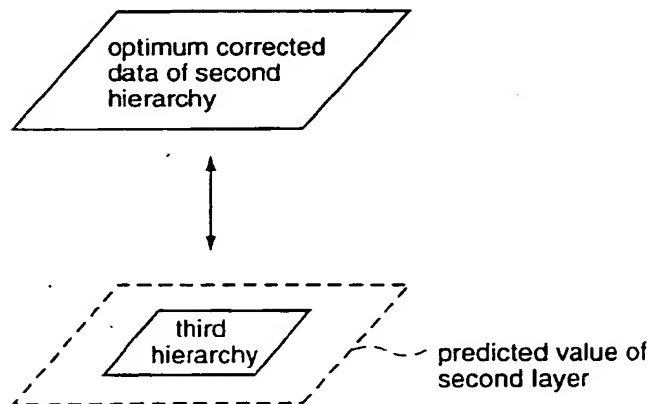 optimum corrected
data of second
hierarchy
third
hierarchy
predicted value of
second layer